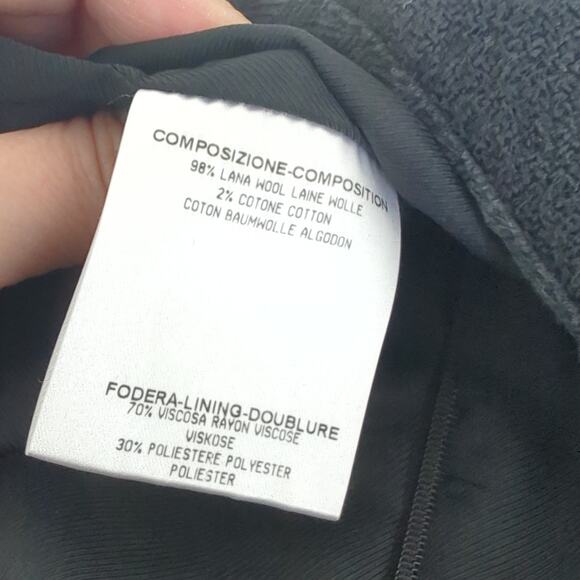 COMPOSIZIONE-COMPOSITION
98% LANA WOOL LAINE WOLLE
2% COTONE COTTON
COTON BAUMWOLLE ALGODON
FODERA-LINING-DOUBLURE
70% VISCOSA RAYON VISCOSE
VISKOSE
30% POLIESTERE POLYESTER
POLIESTER